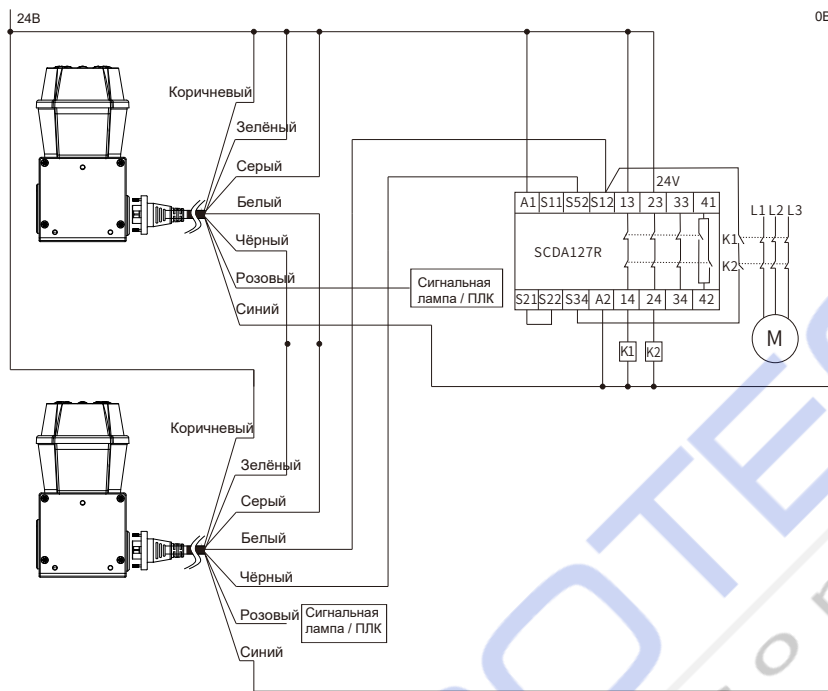 24В
0В
Коричневый
Зелёный
Серый
Белый
Чёрный
Розовый
Синий
Сигнальная
лампа / ПЛК
24V
A1 S11 S52 S12 13 23 33 41
SCDA127R
S21 S22 S34 A2 14 24 34 42
K1 K2
L1 L2 L3
K1
K2
M
Коричневый
Зелёный
Серый
Белый
Чёрный
Розовый
Синий
Сигнальная
лампа / ПЛК